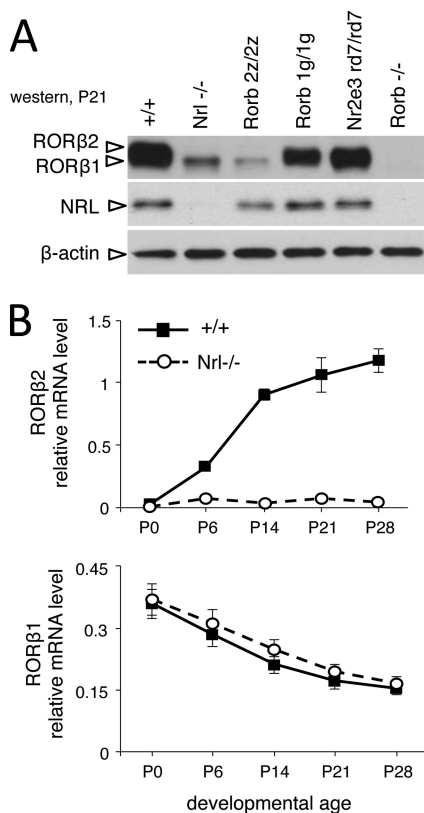 A
western, P21
+/+
Nrl -/-
Rorb 2z/2z
Rorb 1g/1g
Nr2e3 rd7/rd7
Rorb -/-
RORβ2
RORβ1
NRL
β-actin
B
+/+
Nrl-/-
RORβ2
relative mRNA level
1.5
1
0.5
0
P0 P6 P14 P21 P28
RORβ1
relative mRNA level
0.45
0.3
0.15
0
P0 P6 P14 P21 P28
developmental age